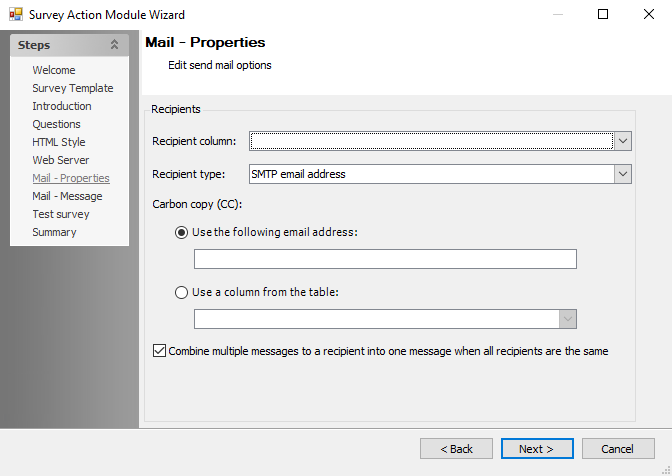 Survey Action Module Wizard
Steps
Welcome
Survey Template
Introduction
Questions
HTML Style
Web Server
Mail - Properties
Mail - Message
Test survey
Summary
Mail - Properties
Edit send mail options
Recipients
Recipient column:
Recipient type: SMTP email address
Carbon copy (CC):
Use the following email address:
Use a column from the table:
Combine multiple messages to a recipient into one message when all recipients are the same
< Back Next > Cancel